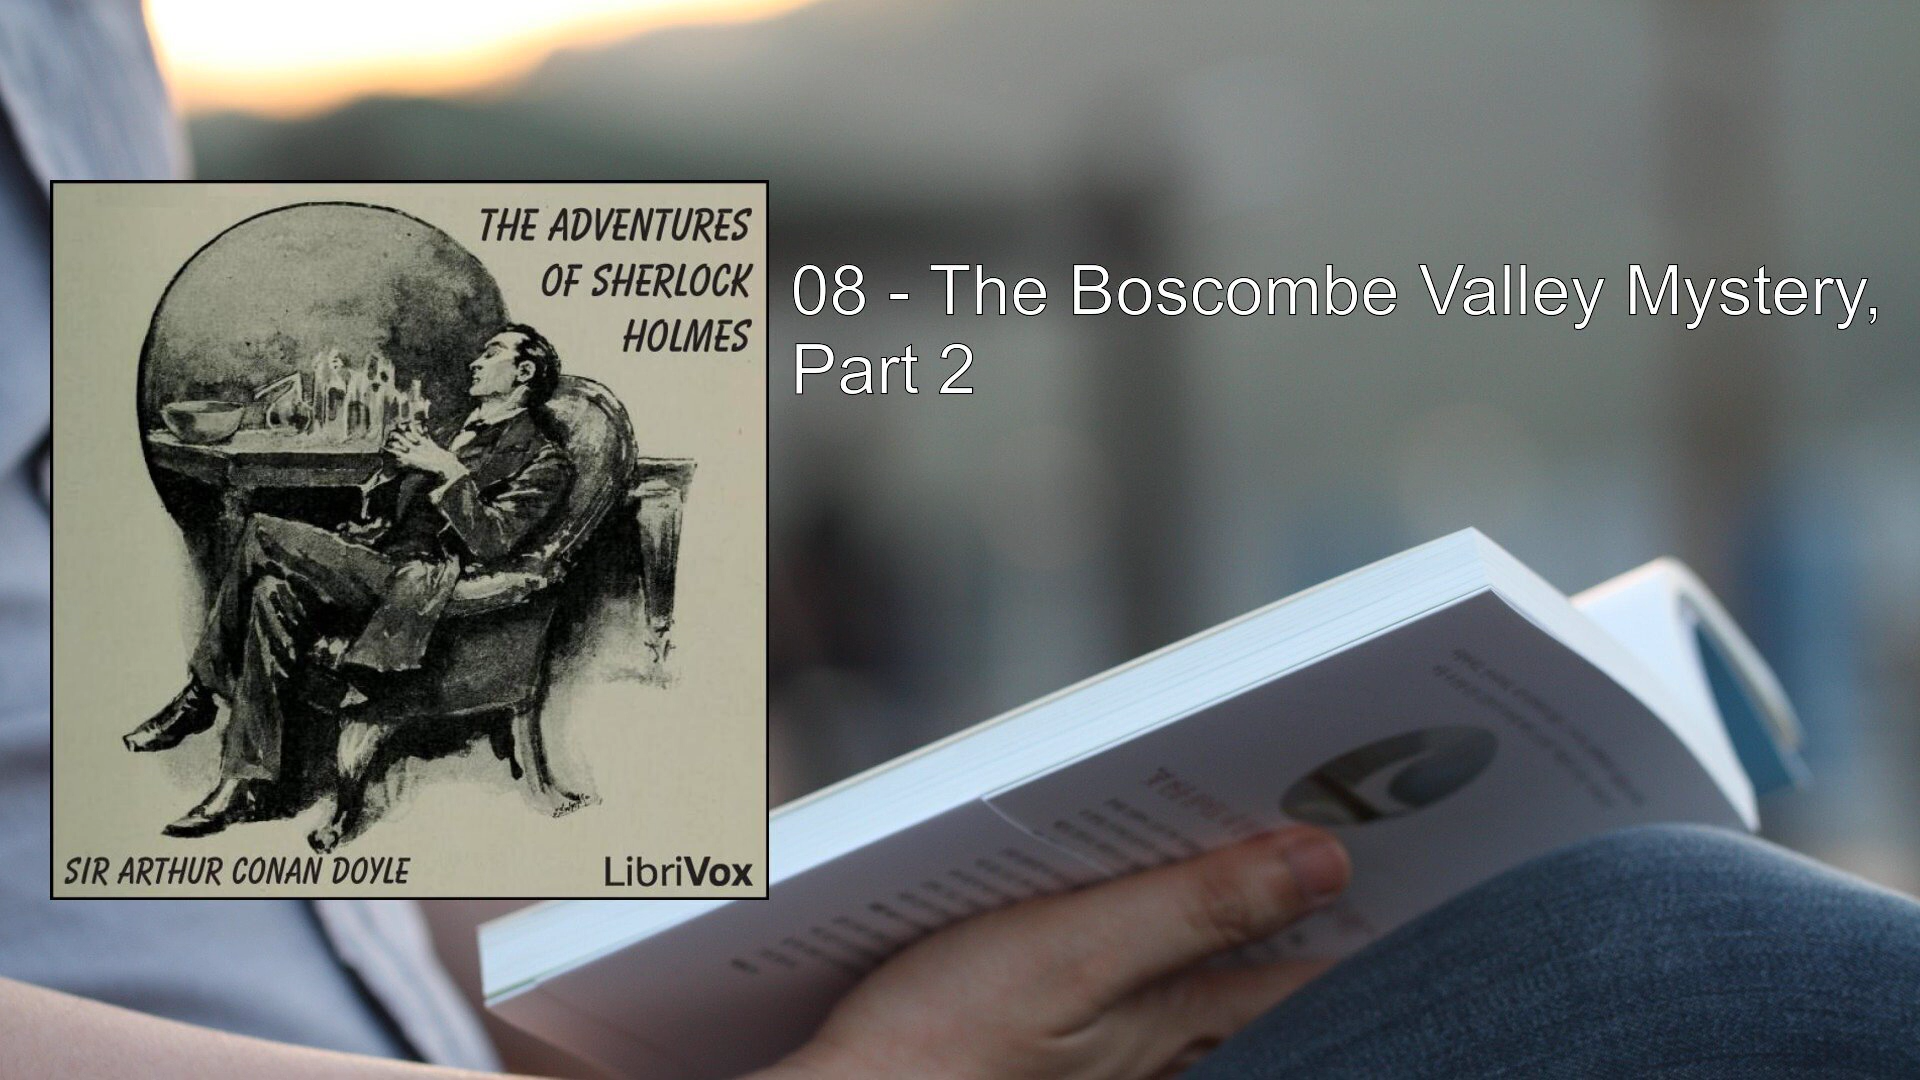 THE ADVENTURES
OF SHERLOCK
HOLMES
SIR ARTHUR CONAN DOYLE
LibriVox
08 - The Boscombe Valley Mystery,
Part 2